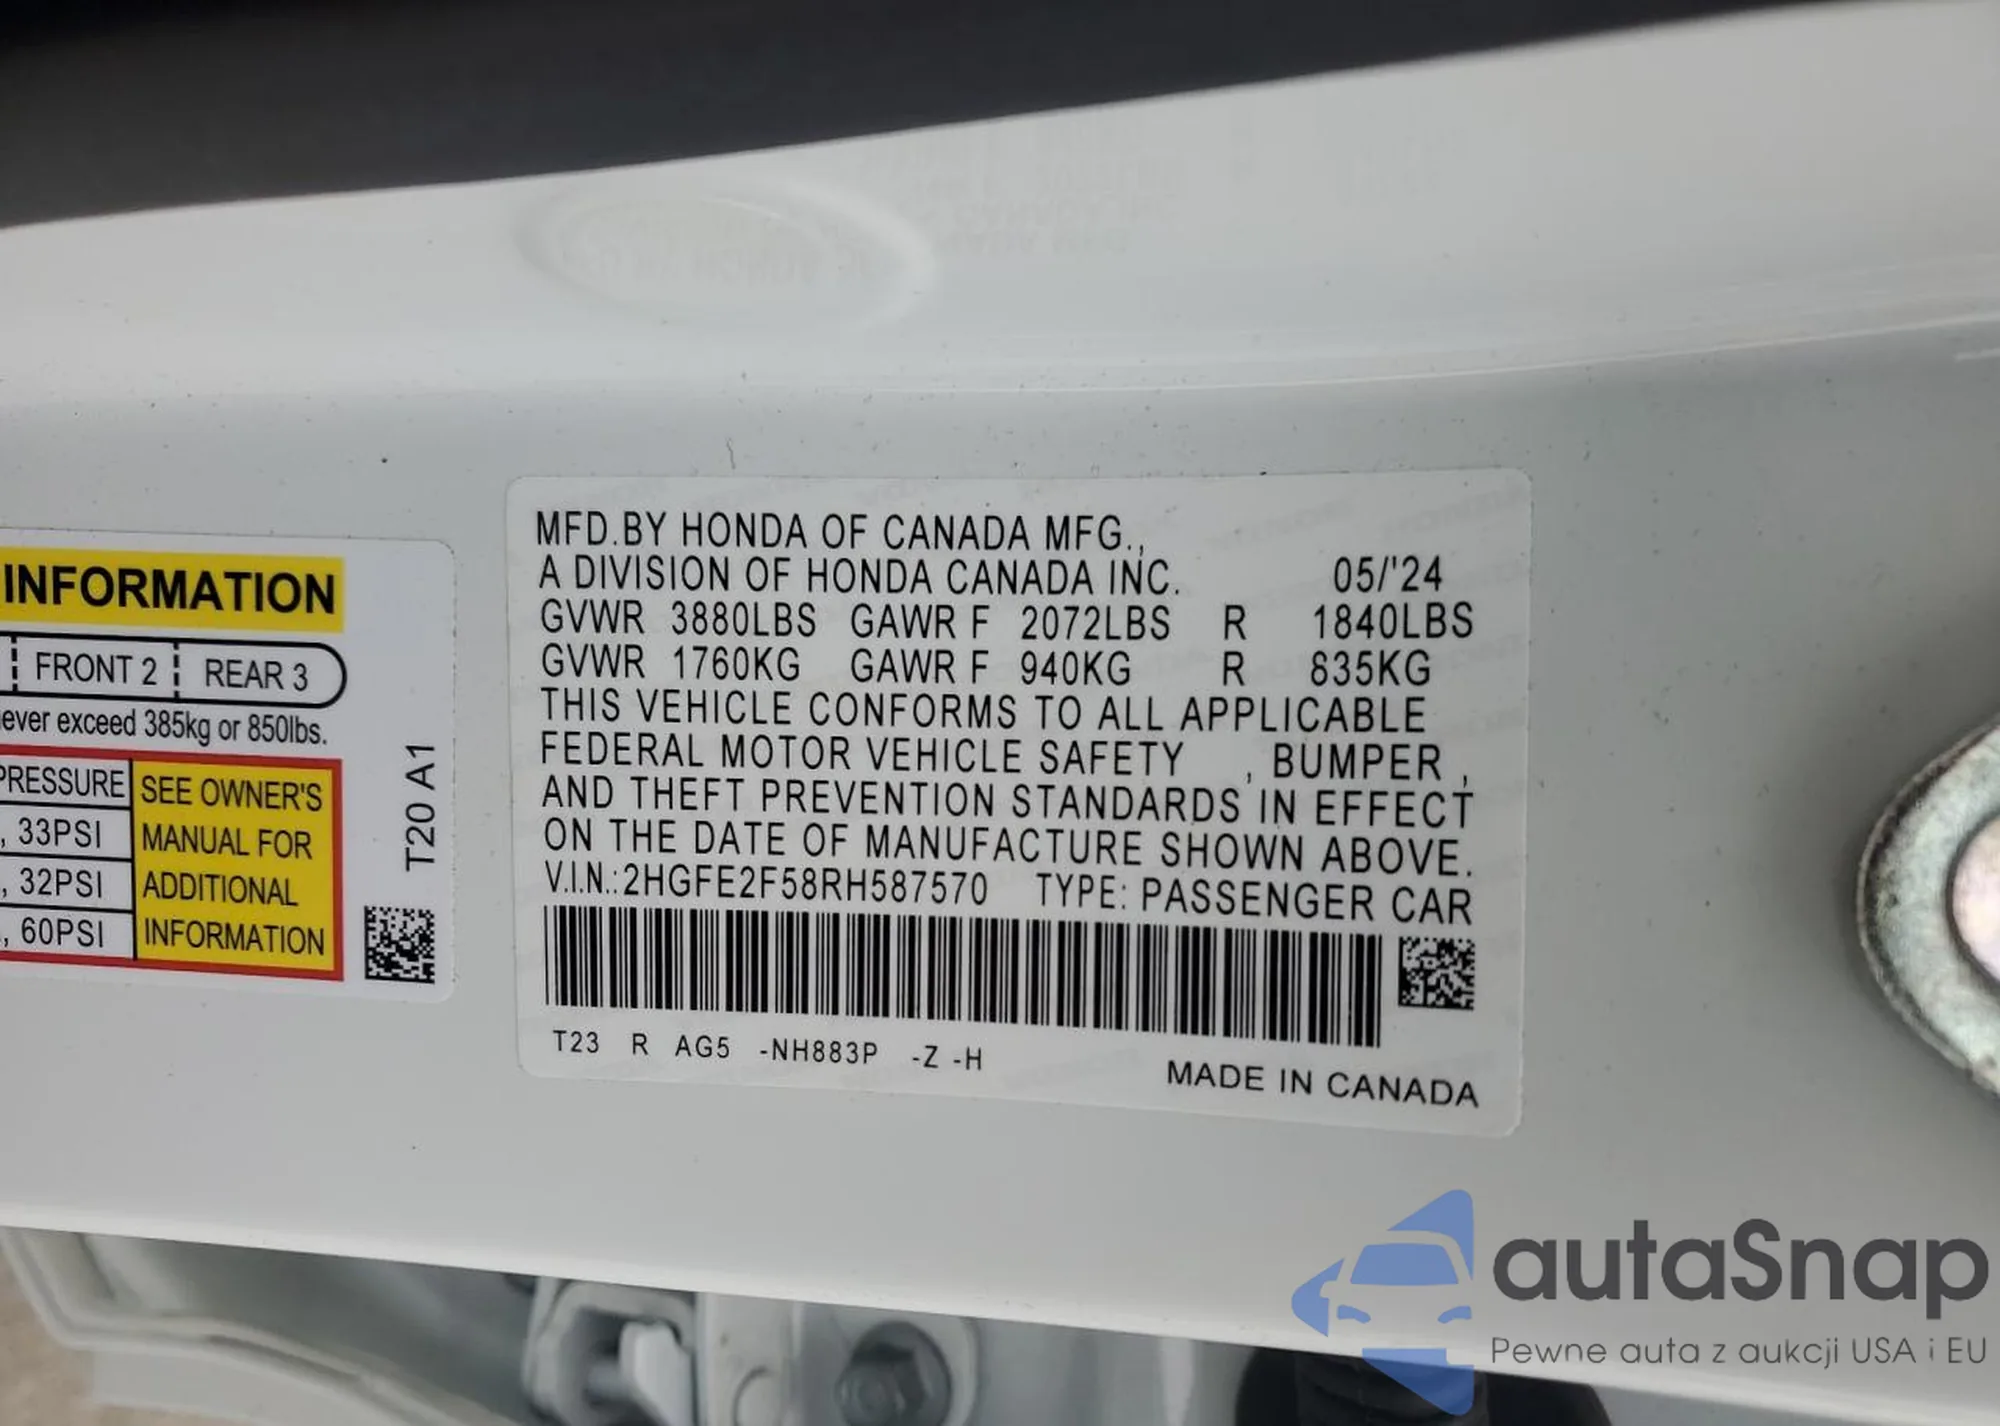 INFORMATION
FRONT 2 REAR 3
ever exceed 385kg or 850lbs.
PRESSURE
, 33PSI
, 32PSI
, 60PSI
SEE OWNER'S
MANUAL FOR
ADDITIONAL
INFORMATION
T20 A1
MFD.BY HONDA OF CANADA MFG.,
A DIVISION OF HONDA CANADA INC. 05/'24
GVWR 3880LBS GAWR F 2072LBS R 1840LBS
GVWR 1760KG GAWR F 940KG R 835KG
THIS VEHICLE CONFORMS TO ALL APPLICABLE
FEDERAL MOTOR VEHICLE SAFETY , BUMPER ,
AND THEFT PREVENTION STANDARDS IN EFFECT
ON THE DATE OF MANUFACTURE SHOWN ABOVE.
V.I.N.:2HGFE2F58RH587570 TYPE: PASSENGER CAR
T23 R AG5 -NH883P -Z -H
MADE IN CANADA
autaSnap
Pewne auta z aukcji USA i EU